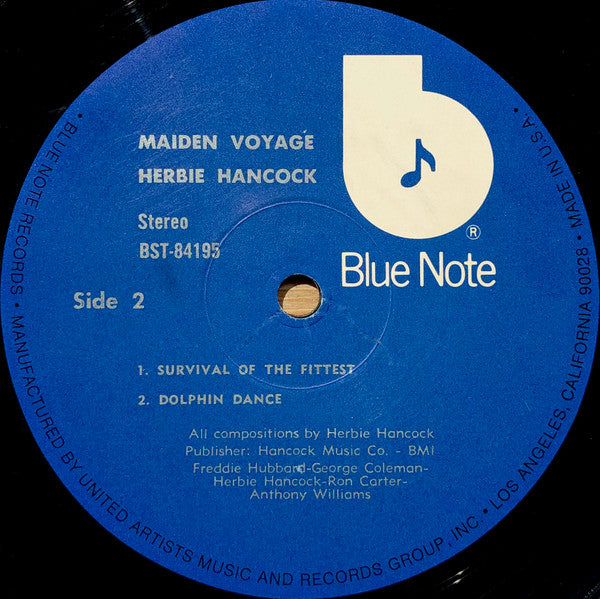 MAIDEN VOYAGE
HERBIE HANCOCK
Stereo
BST-84195
Side 2
b
®
Blue Note
1. SURVIVAL OF THE FITTEST
2. DOLPHIN DANCE
All compositions by Herbie Hancock
Publisher: Hancock Music Co. - BMI
Freddie Hubbard-George Coleman-
Herbie Hancock-Ron Carter-
Anthony Williams
• BLUE NOTE RECORDS • MANUFACTURED BY UNITED ARTISTS MUSIC AND RECORDS GROUP, INC • LOS ANGELES, CALIFORNIA 90028 • MADE IN U.S.A.